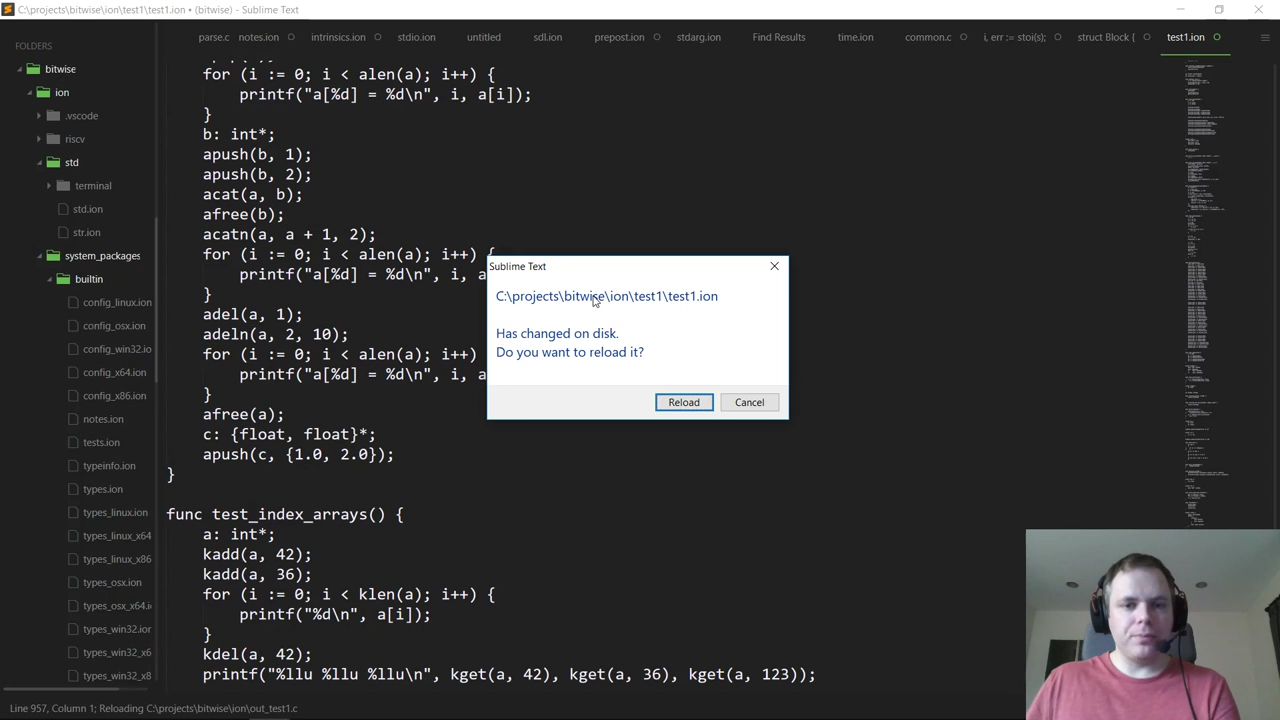 C:\projects\bitwise\ion\test1\test1.ion • (bitwise) - Sublime Text
FOLDERS
bitwise
ion
.vscode
riscv
std
terminal
std.ion
str.ion
system_packages
builtin
config_linux.ion
config_osx.ion
config_win32.io
config_x64.ion
config_x86.ion
notes.ion
tests.ion
typeinfo.ion
types.ion
types_linux.ion
types_linux_x64
types_linux_x86
types_osx.ion
types_osx_x64.i
types_win32.ion
types_win32_x6
types_win32_x8
parse.c notes.ion intrinsics.ion stdio.ion untitled sdl.ion prepost.ion stdarg.ion Find Results time.ion common.c i, err := stoi(s); struct Block { test1.ion
for (i := 0; i < alen(a); i++) {
printf("a[%d] = %d\n", i, a[i]);
}
b: int*;
apush(b, 1);
apush(b, 2);
acat(a, b);
afree(b);
acatn(a, a + 1, 2);
for (i := 0; i < alen(a); i++) {
printf("a[%d] = %d\n", i, a
}
adel(a, 1);
adeln(a, 2, 10);
for (i := 0; i < alen(a); i++) {
printf("a[%d] = %d\n", i, a
}
afree(a);
c: {float, float}*;
apush(c, {1.0, 2.0});
}
func test_index_arrays() {
a: int*;
kadd(a, 42);
kadd(a, 36);
for (i := 0; i < klen(a); i++) {
printf("%d\n", a[i]);
}
kdel(a, 42);
printf("%llu %llu %llu\n", kget(a, 42), kget(a, 36), kget(a, 123));
Sublime Text
C:\projects\bitwise\ion\test1\test1.ion
Has changed on disk.
Do you want to reload it?
Reload Cancel
Line 957, Column 1; Reloading C:\projects\bitwise\ion\out_test1.c